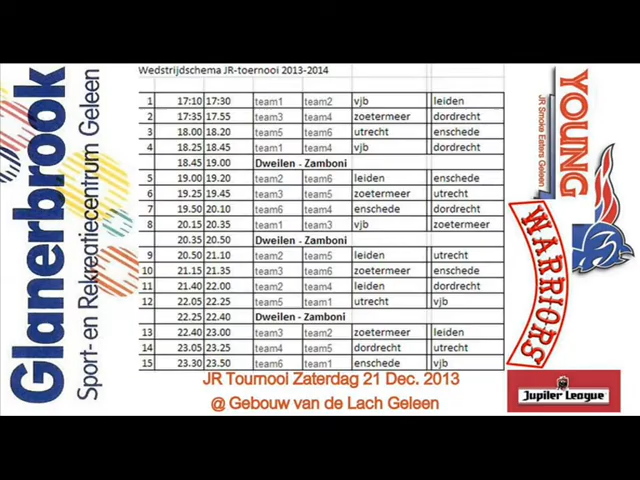 Glanerbrook
Sport- en Rekreatiecentrum Geleen
Wedstrijdschema JR-toernooi 2013-2014
1 17:10 17:30 team1 team2 vjb leiden
2 17:35 17.55 team3 team4 zoetermeer dordrecht
3 18.00 18.20 team5 team6 utrecht enschede
4 18.25 18.45 team1 team4 vjb dordrecht
18.45 19.00 Dweilen - Zamboni
5 19.00 19.20 team2 team6 leiden enschede
6 19.25 19.45 team3 team5 zoetermeer utrecht
7 19.50 20.10 team6 team4 enschede dordrecht
8 20.15 20.35 team1 team3 vjb zoetermeer
20.35 20.50 Dweilen - Zamboni
9 20.50 21.10 team2 team5 leiden utrecht
10 21.15 21.35 team3 team6 zoetermeer enschede
11 21.40 22.00 team2 team4 leiden dordrecht
12 22.05 22.25 team5 team1 utrecht vjb
22.25 22.40 Dweilen - Zamboni
13 22.40 23.00 team3 team2 zoetermeer leiden
14 23.05 23.25 team4 team5 dordrecht utrecht
15 23.30 23.50 team6 team1 enschede vjb
JR Tournooi Zaterdag 21 Dec. 2013
@ Gebouw van de Lach Geleen
YOUNG
JR Smoke Eaters Geleen
WARRIORS
Jupiler League